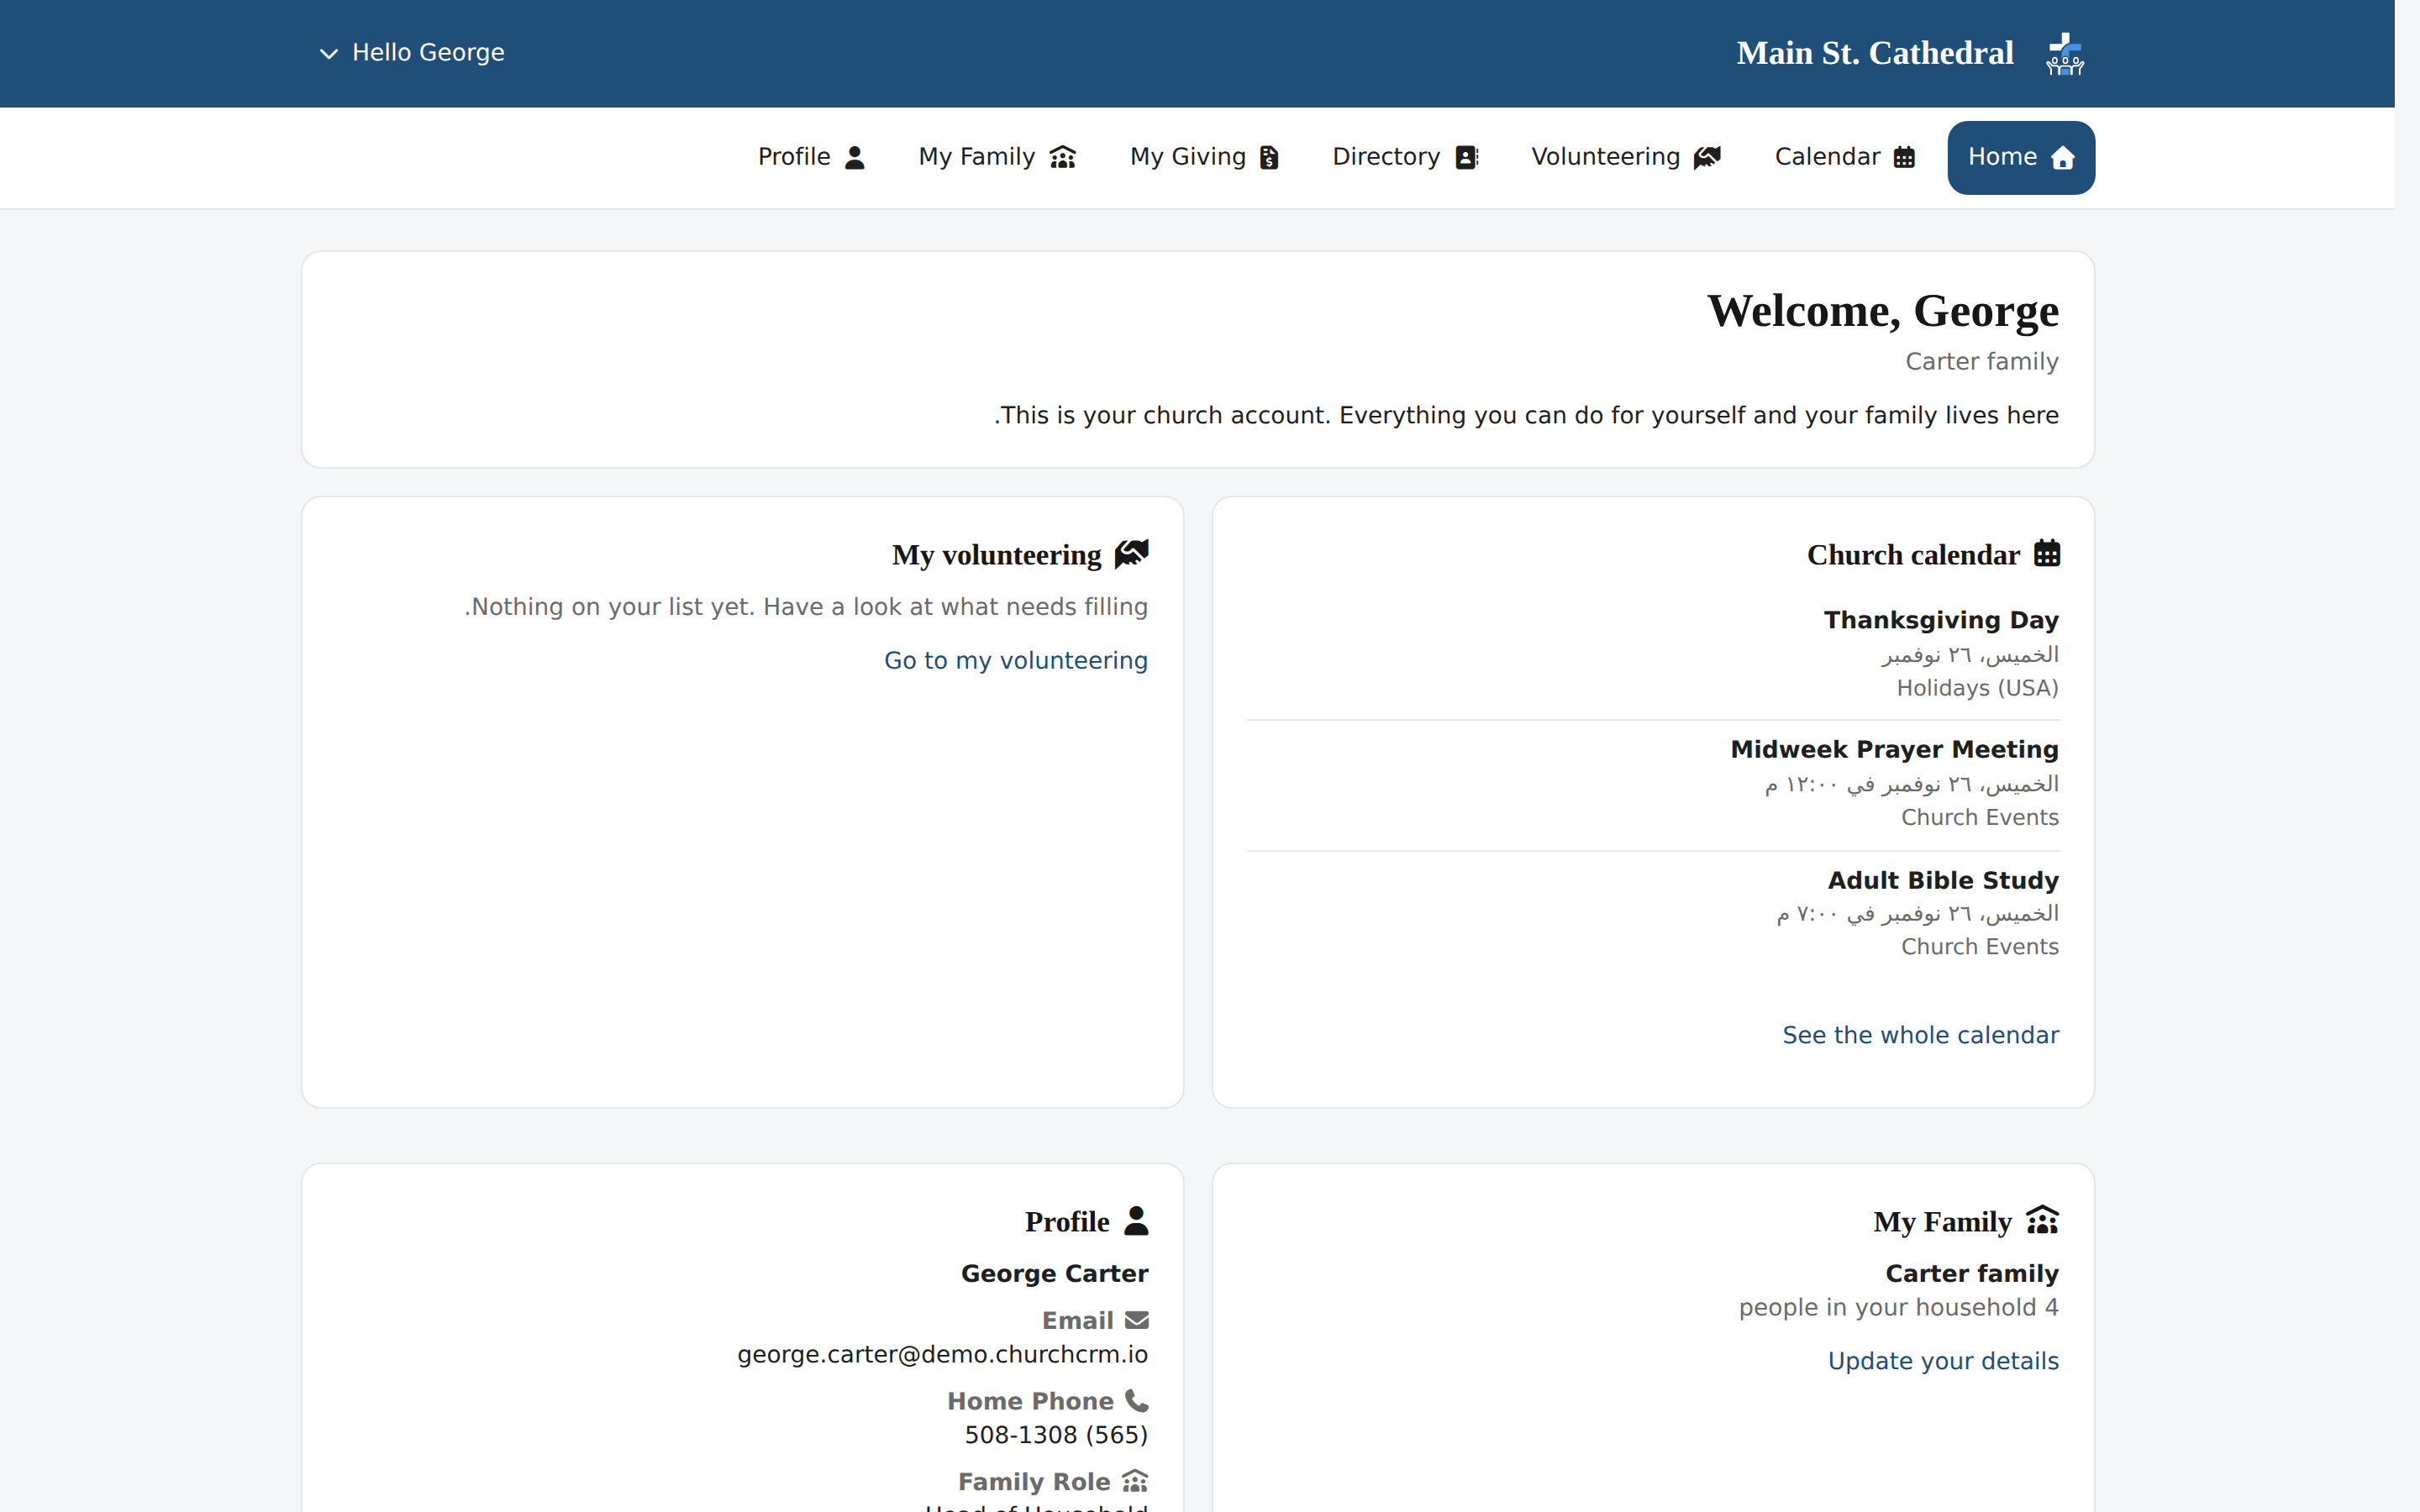 Main St. Cathedral
Hello George
Home
Calendar
Volunteering
Directory
My Giving
My Family
Profile
Welcome, George
Carter family
.This is your church account. Everything you can do for yourself and your family lives here
Church calendar
Thanksgiving Day
الخميس، ٢٦ نوفمبر
Holidays (USA)
Midweek Prayer Meeting
الخميس، ٢٦ نوفمبر في ١٢:٠٠ م
Church Events
Adult Bible Study
الخميس، ٢٦ نوفمبر في ٧:٠٠ م
Church Events
See the whole calendar
My volunteering
.Nothing on your list yet. Have a look at what needs filling
Go to my volunteering
My Family
Carter family
people in your household 4
Update your details
Profile
George Carter
Email
george.carter@demo.churchcrm.io
Home Phone
508-1308 (565)
Family Role
Head of Household